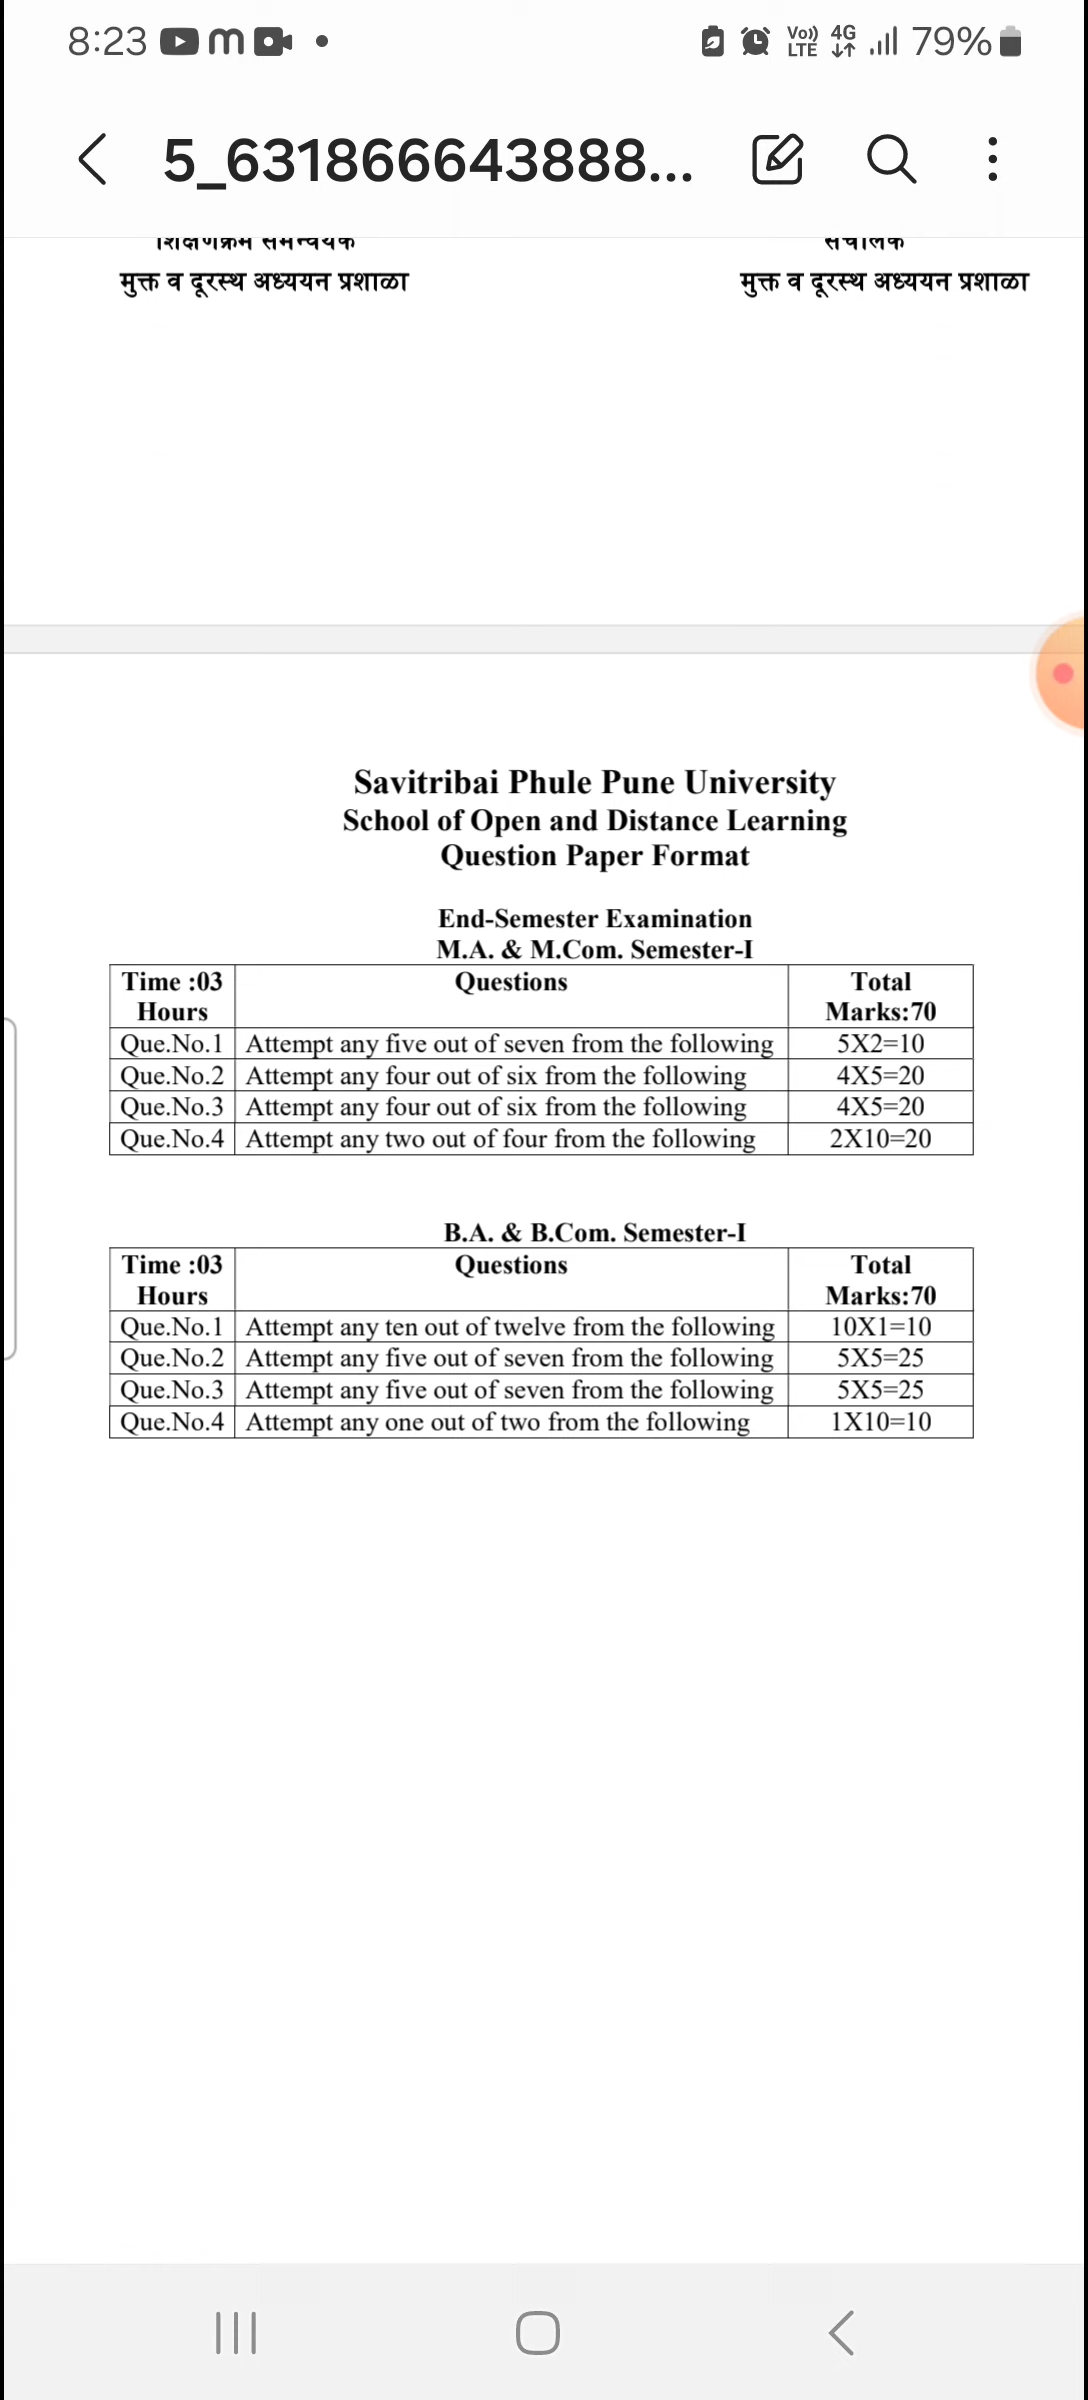 8:23
Vo)) LTE 4G 79%
5_631866643888...
शिक्षणक्रम समन्वयक संचालक
मुक्त व दूरस्थ अध्ययन प्रशाळा मुक्त व दूरस्थ अध्ययन प्रशाळा
Savitribai Phule Pune University
School of Open and Distance Learning
Question Paper Format
End-Semester Examination
M.A. & M.Com. Semester-I
Time :03 Hours Questions Total Marks:70
Que.No.1 Attempt any five out of seven from the following 5X2=10
Que.No.2 Attempt any four out of six from the following 4X5=20
Que.No.3 Attempt any four out of six from the following 4X5=20
Que.No.4 Attempt any two out of four from the following 2X10=20
B.A. & B.Com. Semester-I
Time :03 Hours Questions Total Marks:70
Que.No.1 Attempt any ten out of twelve from the following 10X1=10
Que.No.2 Attempt any five out of seven from the following 5X5=25
Que.No.3 Attempt any five out of seven from the following 5X5=25
Que.No.4 Attempt any one out of two from the following 1X10=10